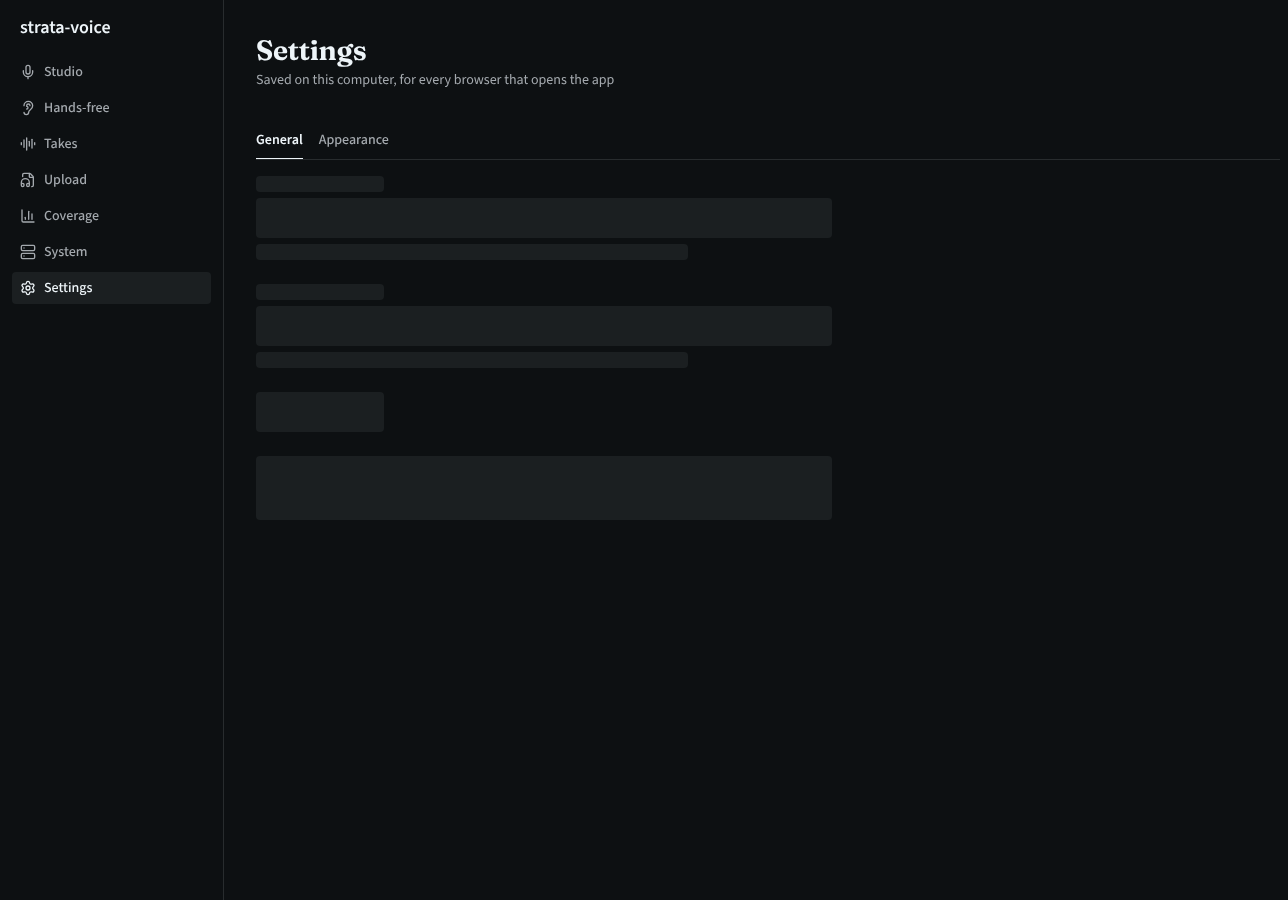 strata-voice
Studio
Hands-free
Takes
Upload
Coverage
System
Settings
Settings
Saved on this computer, for every browser that opens the app
General Appearance